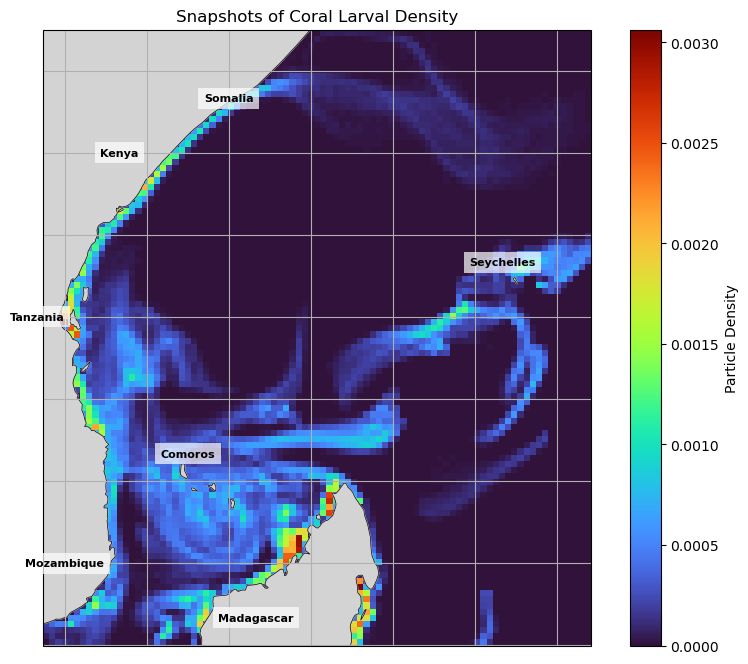 Snapshots of Coral Larval Density
0.0030
Somalia
Kenya
0.0025
0.0020
Seychelles
Tanzania
0.0015
Particle Density
0.0010
Comoros
0.0005
Mozambique
Madagascar
0.0000